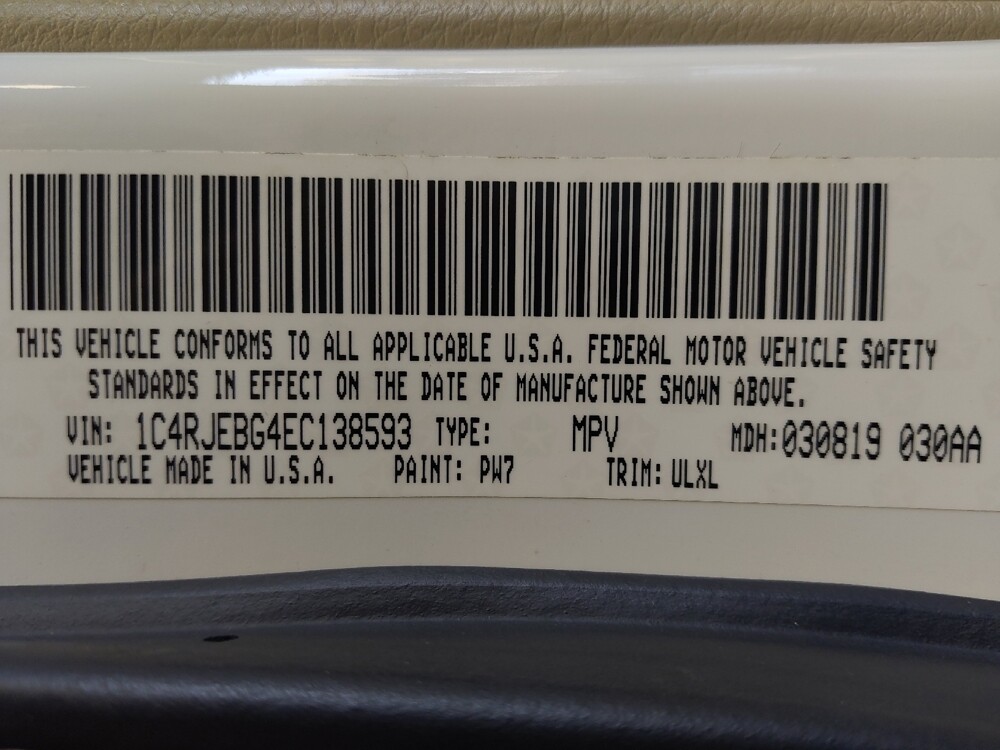 THIS VEHICLE CONFORMS TO ALL APPLICABLE U.S.A. FEDERAL MOTOR VEHICLE SAFETY
STANDARDS IN EFFECT ON THE DATE OF MANUFACTURE SHOWN ABOVE.
VIN: 1C4RJEBG4EC138593 TYPE: MPV MDH:030819 030AA
VEHICLE MADE IN U.S.A. PAINT: PW7 TRIM: ULXL